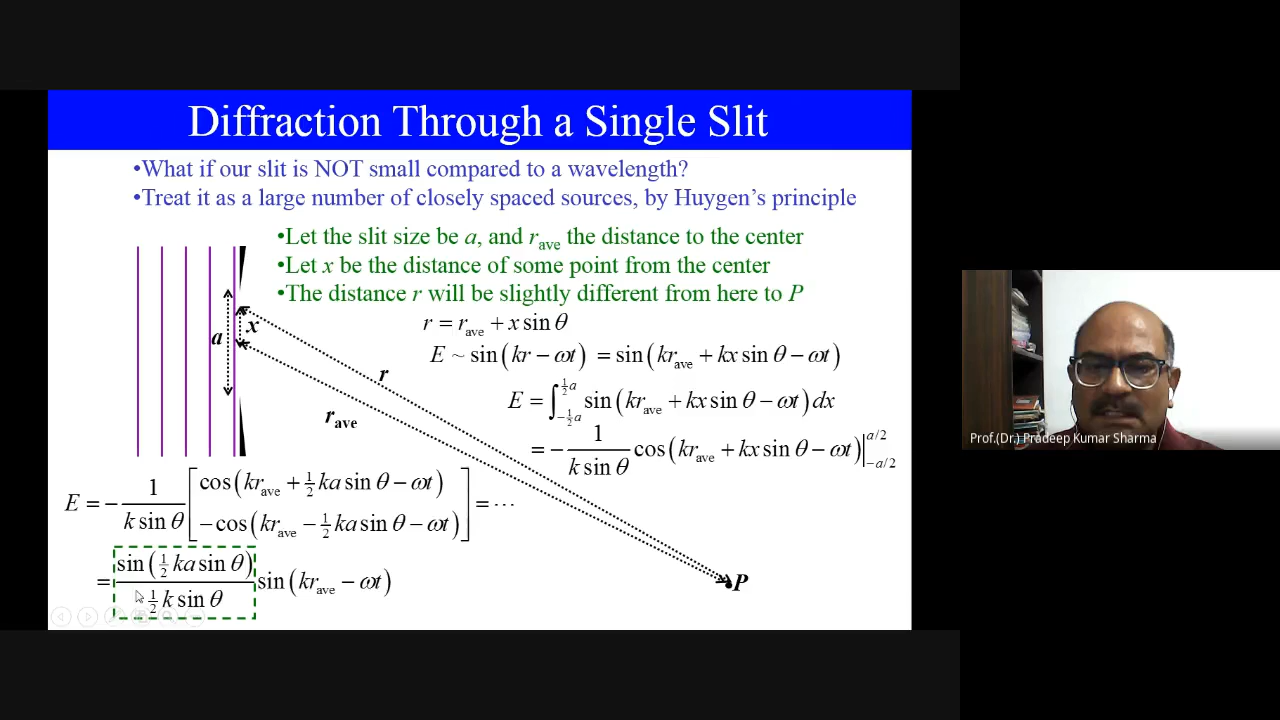 Diffraction Through a Single Slit
•What if our slit is NOT small compared to a wavelength?
•Treat it as a large number of closely spaced sources, by Huygen’s principle
•Let the slit size be a, and r_ave the distance to the center
•Let x be the distance of some point from the center
•The distance r will be slightly different from here to P
r = r_ave + x sin θ
E ~ sin(kr − ωt) = sin(kr_ave + kx sin θ − ωt)
E = ∫_{−½a}^{½a} sin(kr_ave + kx sin θ − ωt) dx
= − 1/(k sin θ) cos(kr_ave + kx sin θ − ωt)|_{−a/2}^{a/2}
a
x
r
r_ave
P
E = − 1/(k sin θ) [cos(kr_ave + ½ka sin θ − ωt) − cos(kr_ave − ½ka sin θ − ωt)] = ⋯
= sin(½ka sin θ)/(½k sin θ) sin(kr_ave − ωt)
Prof.(Dr.) Pradeep Kumar Sharma